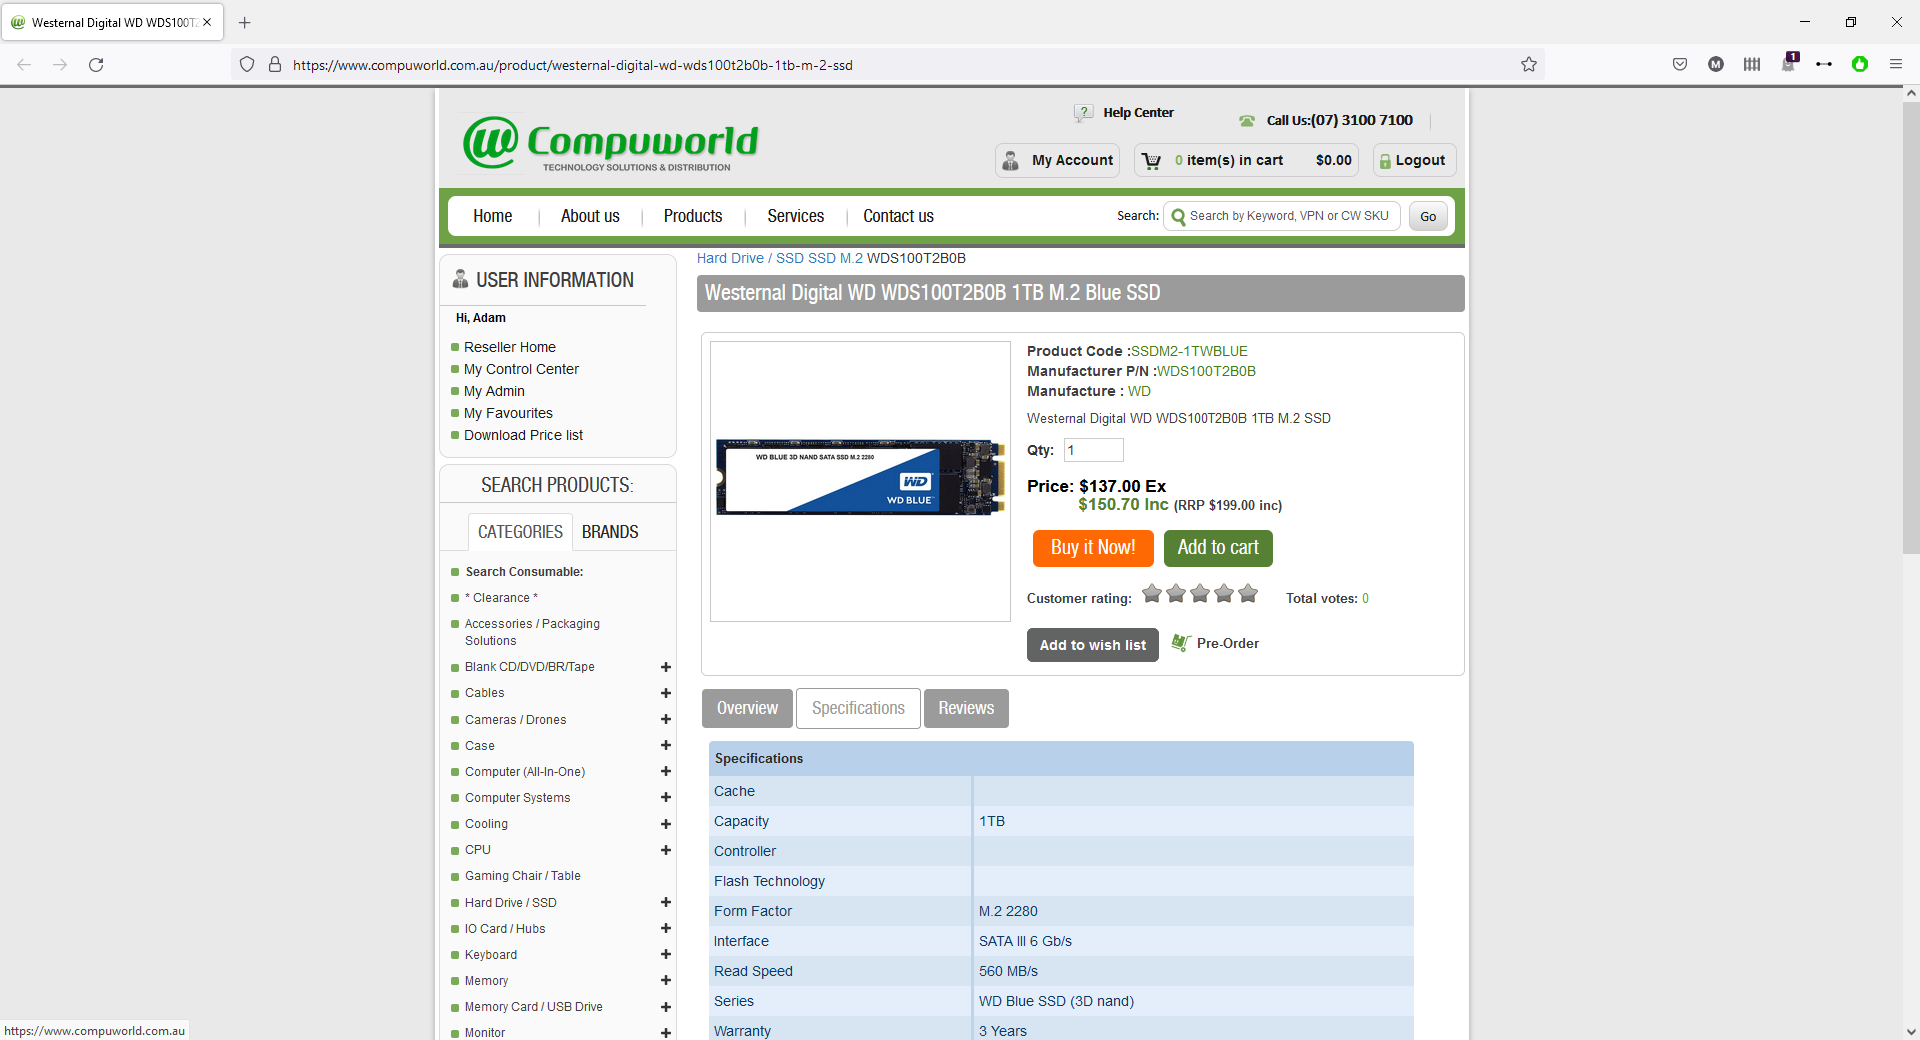 Westernal Digital WD WDS100T2
https://www.compuworld.com.au/product/westernal-digital-wd-wds100t2b0b-1tb-m-2-ssd
M
1
Compuworld
TECHNOLOGY SOLUTIONS & DISTRIBUTION
Help Center
Call Us:(07) 3100 7100
My Account
0 item(s) in cart $0.00
Logout
Home
About us
Products
Services
Contact us
Search: Search by Keyword, VPN or CW SKU Go
USER INFORMATION
Hi, Adam
Reseller Home
My Control Center
My Admin
My Favourites
Download Price list
SEARCH PRODUCTS:
CATEGORIES BRANDS
Search Consumable:
* Clearance *
Accessories / Packaging
Solutions
Blank CD/DVD/BR/Tape
Cables
Cameras / Drones
Case
Computer (All-In-One)
Computer Systems
Cooling
CPU
Gaming Chair / Table
Hard Drive / SSD
IO Card / Hubs
Keyboard
Memory
Memory Card / USB Drive
Monitor
Hard Drive / SSD SSD M.2 WDS100T2B0B
Westernal Digital WD WDS100T2B0B 1TB M.2 Blue SSD
WD BLUE 3D NAND SATA SSD M.2 2280
WD
WD BLUE™
Product Code :SSDM2-1TWBLUE
Manufacturer P/N :WDS100T2B0B
Manufacture : WD
Westernal Digital WD WDS100T2B0B 1TB M.2 SSD
Qty: 1
Price: $137.00 Ex
$150.70 Inc (RRP $199.00 inc)
Buy it Now! Add to cart
Customer rating: Total votes: 0
Add to wish list Pre-Order
Overview Specifications Reviews
Specifications
Cache
Capacity 1TB
Controller
Flash Technology
Form Factor M.2 2280
Interface SATA III 6 Gb/s
Read Speed 560 MB/s
Series WD Blue SSD (3D nand)
Warranty 3 Years
https://www.compuworld.com.au